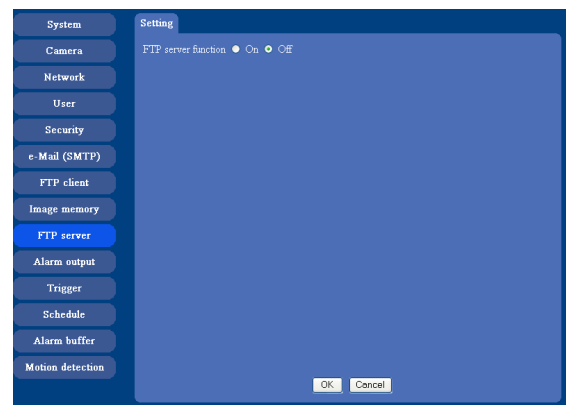 System
Camera
Network
User
Security
e-Mail (SMTP)
FTP client
Image memory
FTP server
Alarm output
Trigger
Schedule
Alarm buffer
Motion detection
Setting
FTP server function On Off
OK Cancel